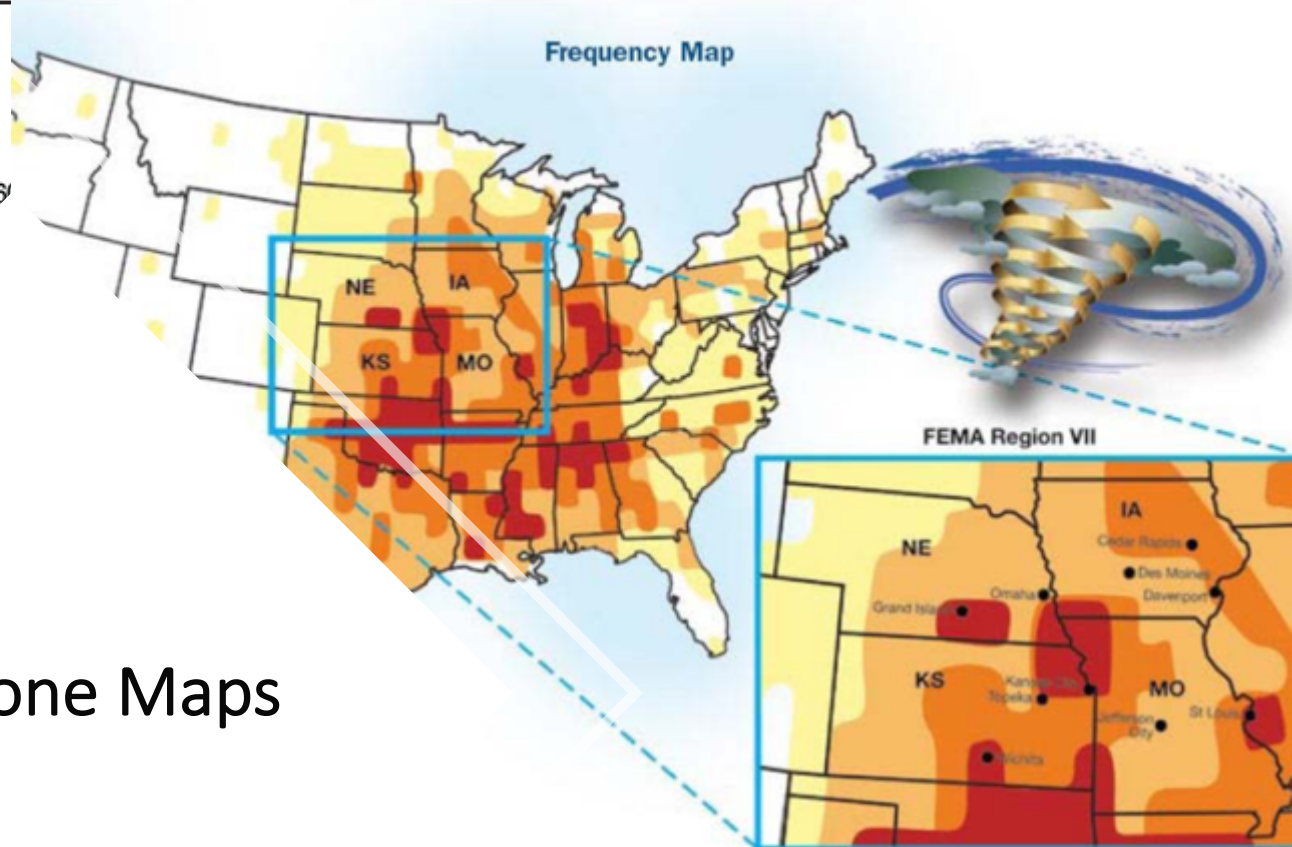 Frequency Map
NE
IA
KS
MO
FEMA Region VII
IA
NE
Cedar Rapids
Des Moines
Omaha
Davenport
Grand Island
KS
Kansas City
MO
Topeka
St Louis
Jefferson
City
Wichita
one Maps